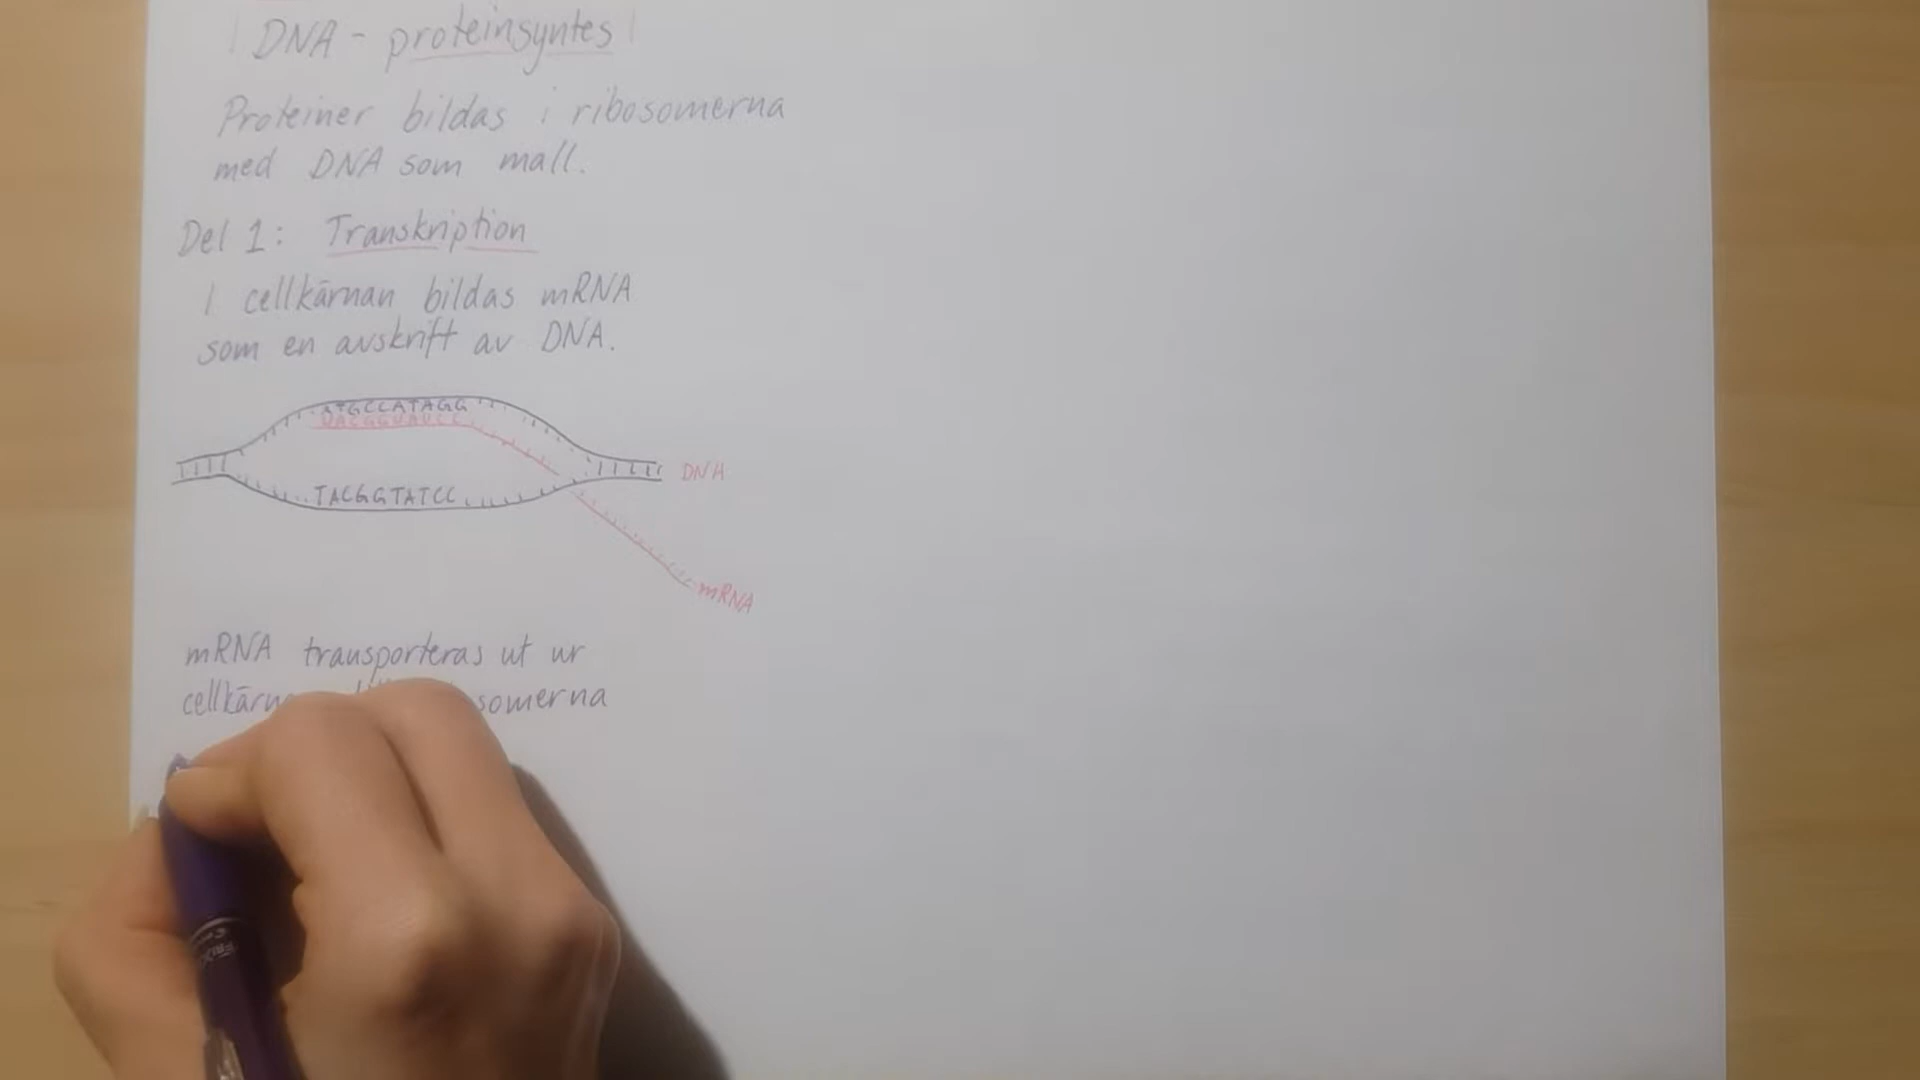 DNA - proteinsyntes
Proteiner bildas i ribosomerna
med DNA som mall.
Del 1: Transkription
I cellkärnan bildas mRNA
som en avskrift av DNA.
ATGCCATAGG
UACGGUAUCC
DNA
TACGGTATCC
mRNA
mRNA transporteras ut ur